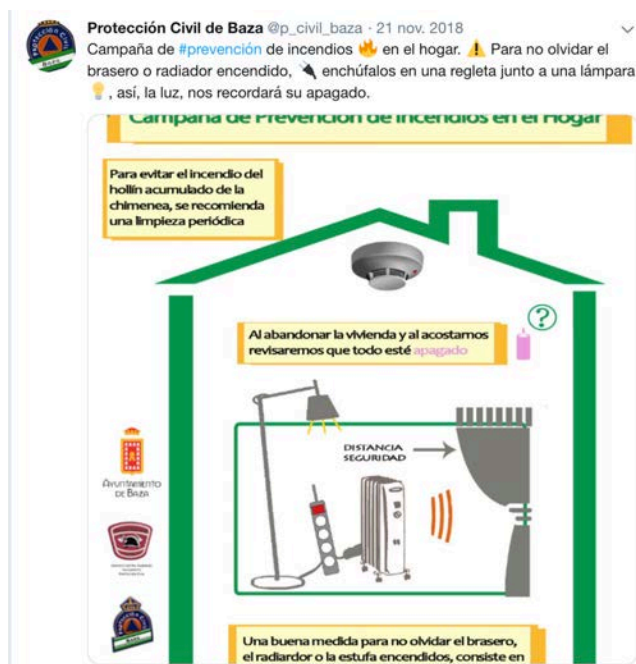 Protección Civil de Baza @p_civil_baza · 21 nov. 2018
Campaña de #prevención de incendios 🔥 en el hogar. ⚠️ Para no olvidar el
brasero o radiador encendido, 🔌 enchúfalos en una regleta junto a una lámpara
💡, así, la luz, nos recordará su apagado.
Campaña de Prevención de Incendios en el Hogar
Para evitar el incendio del
hollín acumulado de la
chimenea, se recomienda
una limpieza periódica
?
Al abandonar la vivienda y al acostarnos
revisaremos que todo esté apagado
DISTANCIA
SEGURIDAD
AYUNTAMIENTO
DE BAZA
Protección Civil
BAZA
Una buena medida para no olvidar el brasero,
el radiardor o la estufa encendidos, consiste en